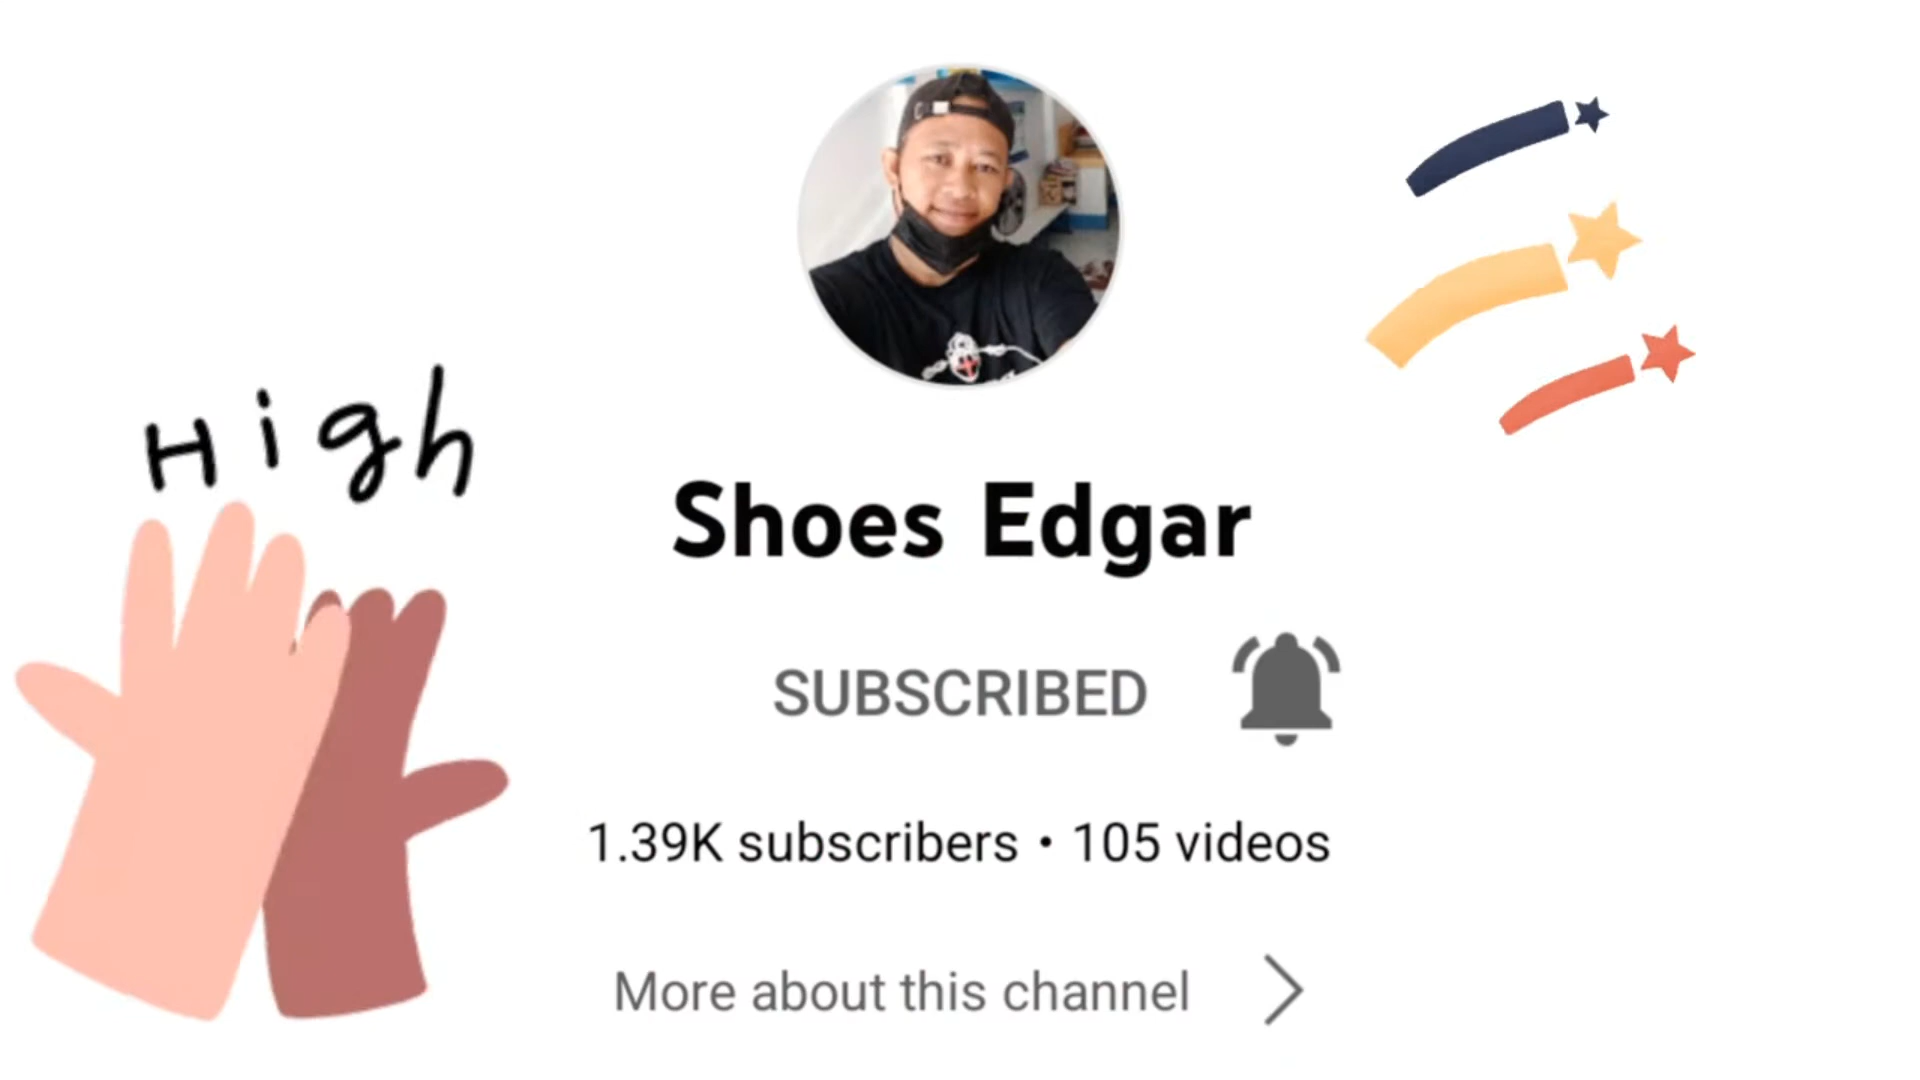 High
Shoes Edgar
SUBSCRIBED
1.39K subscribers • 105 videos
More about this channel